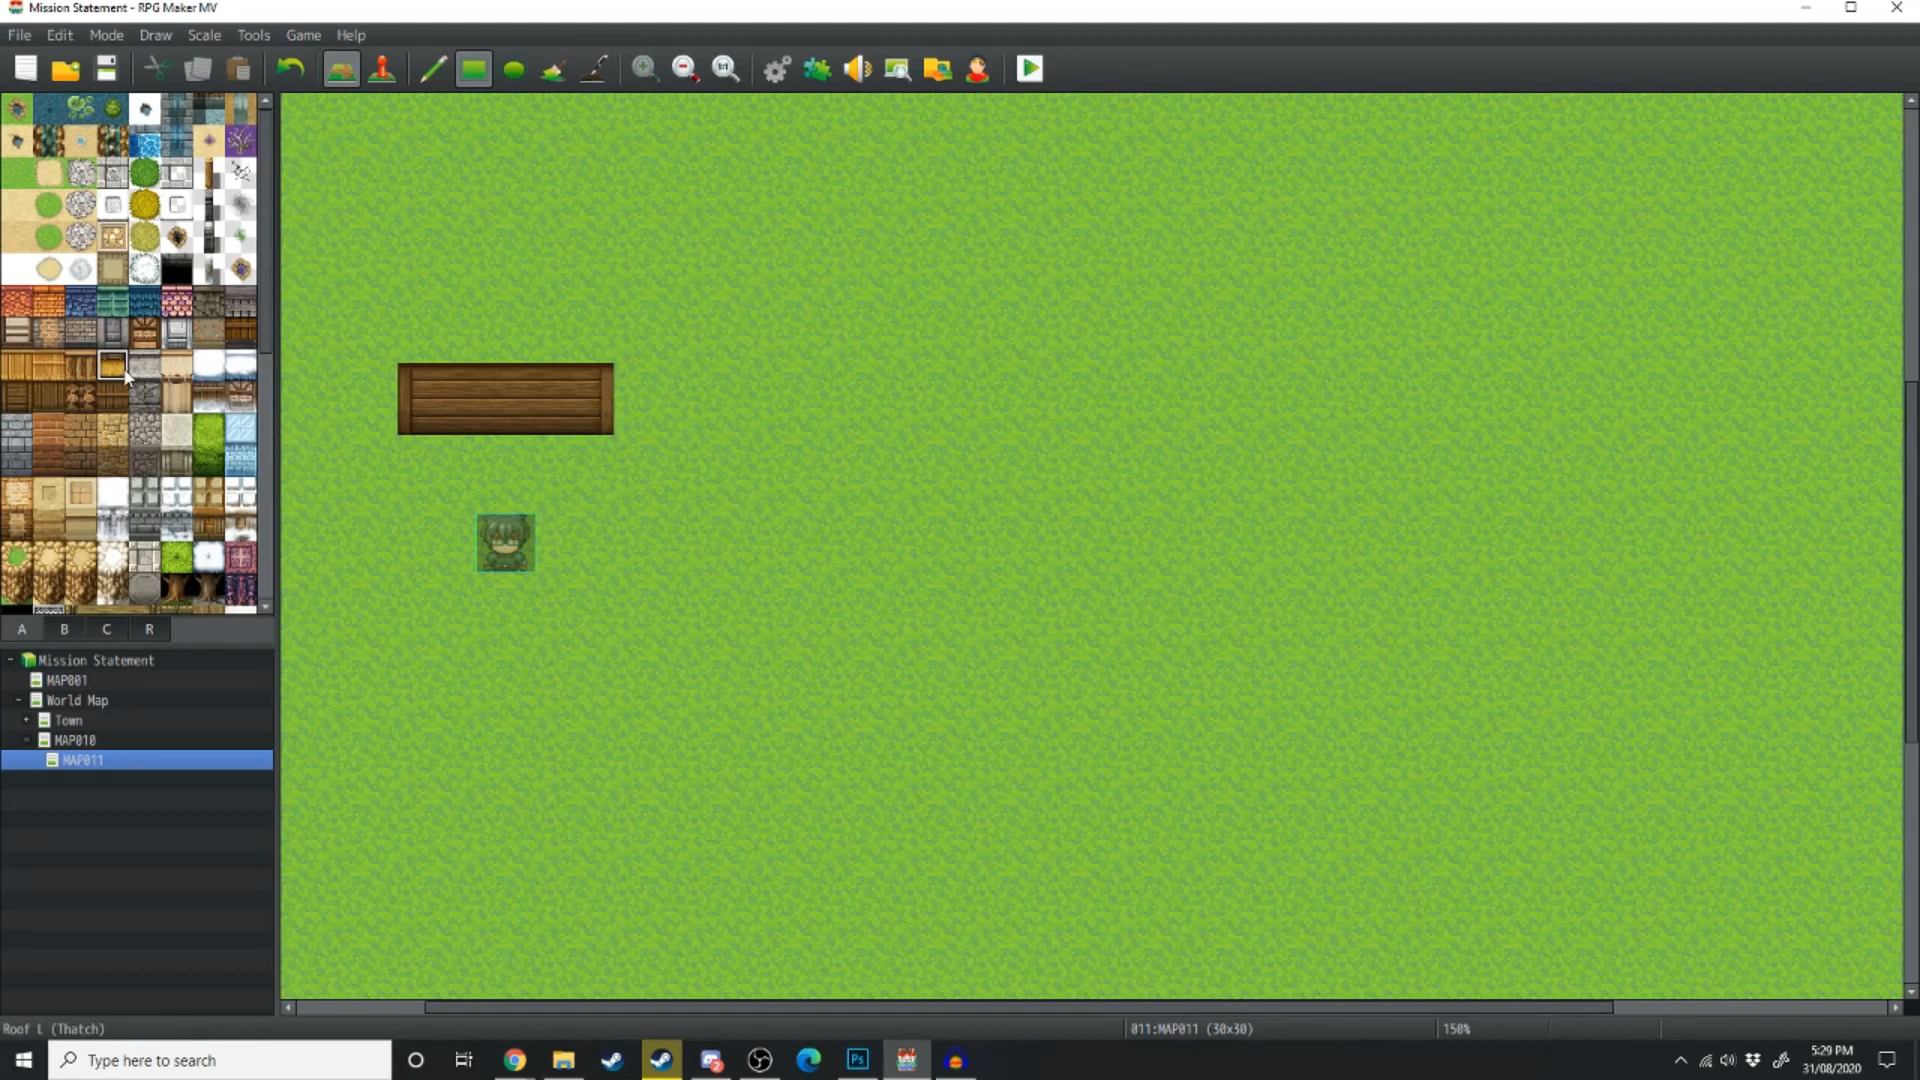 Mission Statement - RPG Maker MV
File Edit Mode Draw Scale Tools Game Help
1:1
A B C R
Mission Statement
MAP001
World Map
Town
MAP010
MAP011
Roof L (Thatch)
011:MAP011 (30x30)
150%
Type here to search
Ps
5:29 PM
31/08/2020